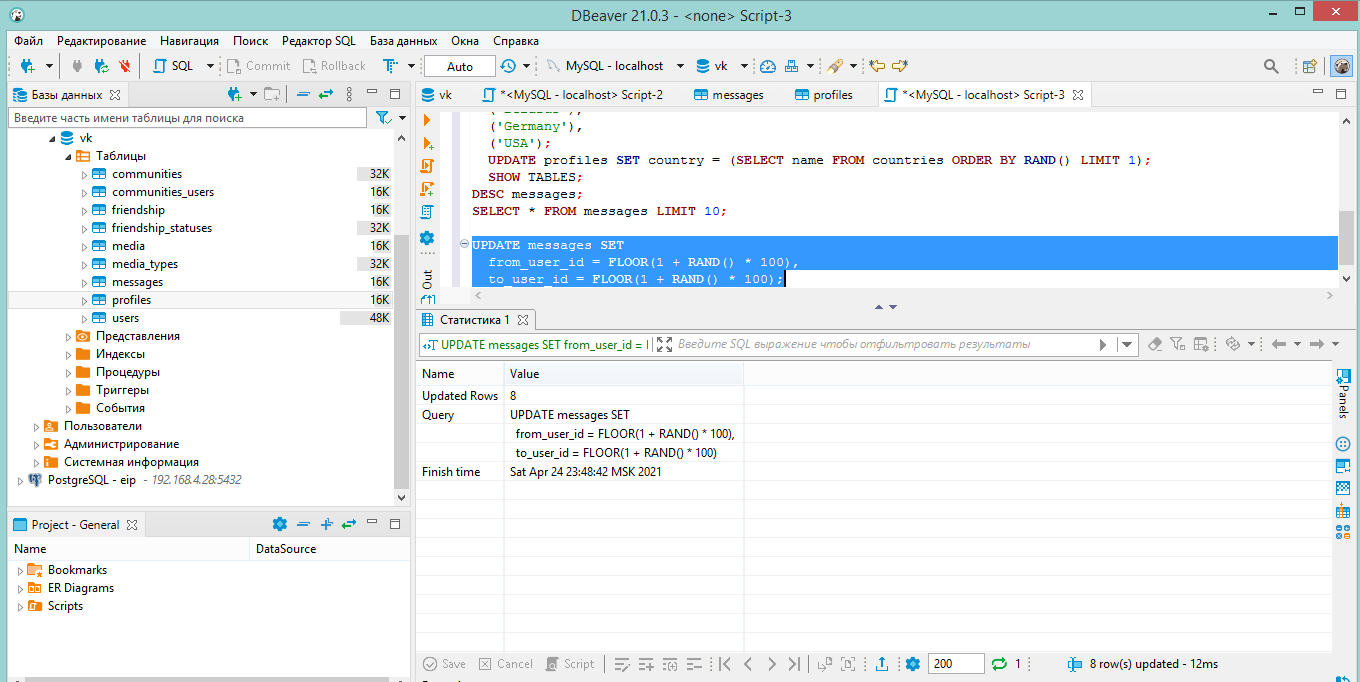 DBeaver 21.0.3 - <none> Script-3
Файл Редактирование Навигация Поиск Редактор SQL База данных Окна Справка
SQL Commit Rollback Auto MySQL - localhost vk
Базы данных
Введите часть имени таблицы для поиска
vk
Таблицы
communities 32K
communities_users 16K
friendship 16K
friendship_statuses 32K
media 16K
media_types 32K
messages 16K
profiles 16K
users 48K
Представления
Индексы
Процедуры
Триггеры
События
Пользователи
Администрирование
Системная информация
PostgreSQL - eip - 192.168.4.28:5432
Project - General
Name DataSource
Bookmarks
ER Diagrams
Scripts
vk *<MySQL - localhost> Script-2 messages profiles *<MySQL - localhost> Script-3
('Germany'),
('USA');
UPDATE profiles SET country = (SELECT name FROM countries ORDER BY RAND() LIMIT 1);
SHOW TABLES;
DESC messages;
SELECT * FROM messages LIMIT 10;
UPDATE messages SET
from_user_id = FLOOR(1 + RAND() * 100),
to_user_id = FLOOR(1 + RAND() * 100);
Out
Статистика 1
UPDATE messages SET from_user_id = Введите SQL выражение чтобы отфильтровать результаты
Name Value
Updated Rows 8
Query UPDATE messages SET
from_user_id = FLOOR(1 + RAND() * 100),
to_user_id = FLOOR(1 + RAND() * 100)
Finish time Sat Apr 24 23:48:42 MSK 2021
Panels
Save Cancel Script 200 1 8 row(s) updated - 12ms